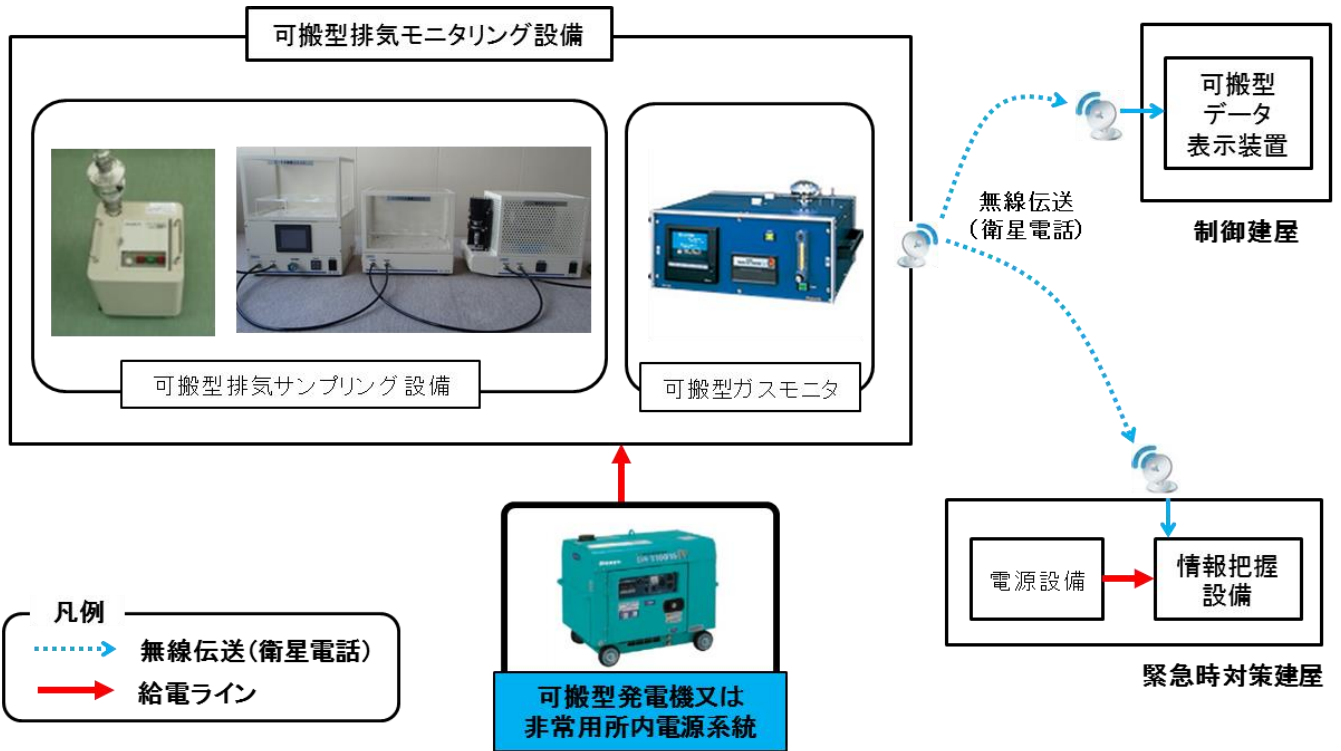 可搬型排気モニタリング設備
可搬型排気サンプリング設備
可搬型ガスモニタ
無線伝送
(衛星電話)
可搬型
データ
表示装置
制御建屋
電源設備
情報把握
設備
緊急時対策建屋
可搬型発電機又は
非常用所内電源系統
凡例
無線伝送(衛星電話)
給電ライン